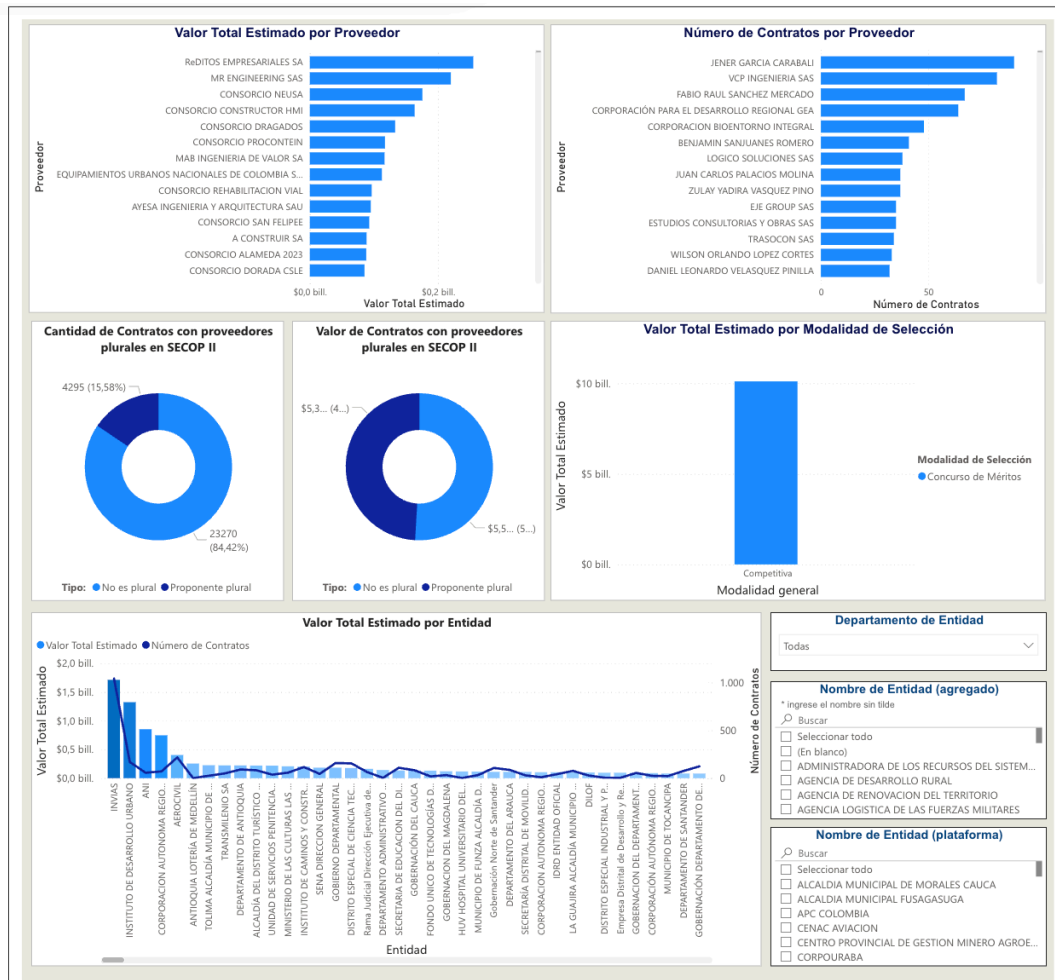 Valor Total Estimado por Proveedor
Proveedor
ReDITOS EMPRESARIALES SA
MR ENGINEERING SAS
CONSORCIO NEUSA
CONSORCIO CONSTRUCTOR HMI
CONSORCIO DRAGADOS
CONSORCIO PROCONTEIN
MAB INGENIERIA DE VALOR SA
EQUIPAMIENTOS URBANOS NACIONALES DE COLOMBIA S...
CONSORCIO REHABILITACION VIAL
AYESA INGENIERIA Y ARQUITECTURA SAU
CONSORCIO SAN FELIPEE
A CONSTRUIR SA
CONSORCIO ALAMEDA 2023
CONSORCIO DORADA CSLE
$0,0 bill.
$0,2 bill.
Valor Total Estimado
Número de Contratos por Proveedor
Proveedor
JENER GARCIA CARABALI
VCP INGENIERIA SAS
FABIO RAUL SANCHEZ MERCADO
CORPORACIÓN PARA EL DESARROLLO REGIONAL GEA
CORPORACION BIOENTORNO INTEGRAL
BENJAMIN SANJUANES ROMERO
LOGICO SOLUCIONES SAS
JUAN CARLOS PALACIOS MOLINA
ZULAY YADIRA VASQUEZ PINO
EJE GROUP SAS
ESTUDIOS CONSULTORIAS Y OBRAS SAS
TRASOCON SAS
WILSON ORLANDO LOPEZ CORTES
DANIEL LEONARDO VELASQUEZ PINILLA
0
50
Número de Contratos
Cantidad de Contratos con proveedores
plurales en SECOP II
4295 (15,58%)
23270
(84,42%)
Tipo: No es plural Proponente plural
Valor de Contratos con proveedores
plurales en SECOP II
$5,3... (4...)
$5,5... (5...)
Tipo: No es plural Proponente plural
Valor Total Estimado por Modalidad de Selección
Valor Total Estimado
$10 bill.
$5 bill.
$0 bill.
Competitiva
Modalidad general
Modalidad de Selección
Concurso de Méritos
Valor Total Estimado por Entidad
Valor Total Estimado Número de Contratos
Valor Total Estimado
$2,0 bill.
$1,5 bill.
$1,0 bill.
$0,5 bill.
$0,0 bill.
1.000
500
0
Número de Contratos
INVIAS
INSTITUTO DE DESARROLLO URBANO
ANI
CORPORACION AUTONOMA REGIO...
AEROCIVIL
ANTIOQUIA LOTERÍA DE MEDELLÍN
TOLIMA ALCALDÍA MUNICIPIO DE ...
TRANSMILENIO SA
DEPARTAMENTO DE ANTIOQUIA
ALCALDÍA DEL DISTRITO TURÍSTICO ...
UNIDAD DE SERVICIOS PENITENCIA...
MINISTERIO DE LAS CULTURAS LAS ...
INSTITUTO DE CAMINOS Y CONSTR...
SENA DIRECCION GENERAL
GOBIERNO DEPARTAMENTAL
DISTRITO ESPECIAL DE CIENCIA TEC...
Rama Judicial Dirección Ejecutiva de...
DEPARTAMENTO ADMINISTRATIVO ...
SECRETARIA DE EDUCACION DEL DI...
GOBERNACIÓN DEL CAUCA
FONDO UNICO DE TECNOLOGÍAS D...
GOBERNACION DEL MAGDALENA
HUV HOSPITAL UNIVERSITARIO DEL...
MUNICIPIO DE FUNZA ALCALDÍA D...
Gobernación Norte de Santander
DEPARTAMENTO DEL ARAUCA
SECRETARÍA DISTRITAL DE MOVILID...
CORPORACION AUTONOMA REGIO...
IDRD ENTIDAD OFICIAL
LA GUAJIRA ALCALDÍA MUNICIPIO ...
DILOF
DISTRITO ESPECIAL INDUSTRIAL Y P...
Empresa Distrital de Desarrollo y Re...
GOBERNACION DEL DEPARTAMENT...
CORPORACIÓN AUTÓNOMA REGIO...
MUNICIPIO DE TOCANCIPA
DEPARTAMENTO DE SANTANDER
GOBERNACIÓN DEPARTAMENTO DE...
Entidad
Departamento de Entidad
Todas
Nombre de Entidad (agregado)
* ingrese el nombre sin tilde
Buscar
Seleccionar todo
(En blanco)
ADMINISTRADORA DE LOS RECURSOS DEL SISTEM...
AGENCIA DE DESARROLLO RURAL
AGENCIA DE RENOVACION DEL TERRITORIO
AGENCIA LOGISTICA DE LAS FUERZAS MILITARES
Nombre de Entidad (plataforma)
Buscar
Seleccionar todo
ALCALDIA MUNICIPAL DE MORALES CAUCA
ALCALDIA MUNICIPAL FUSAGASUGA
APC COLOMBIA
CENAC AVIACION
CENTRO PROVINCIAL DE GESTION MINERO AGROE...
CORPOURABA